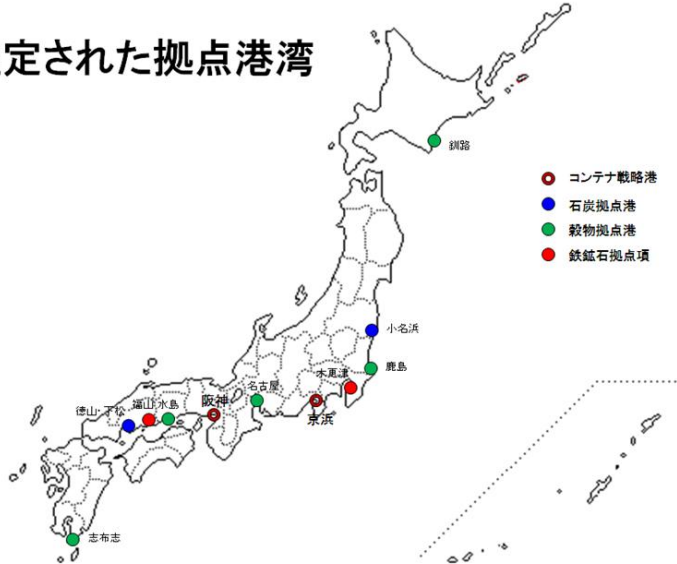 定された拠点港湾
釧路
コンテナ戦略港
石炭拠点港
穀物拠点港
鉄鉱石拠点項
小名浜
鹿島
木更津
名古屋
阪神
京浜
福山
水島
徳山・下松
志布志